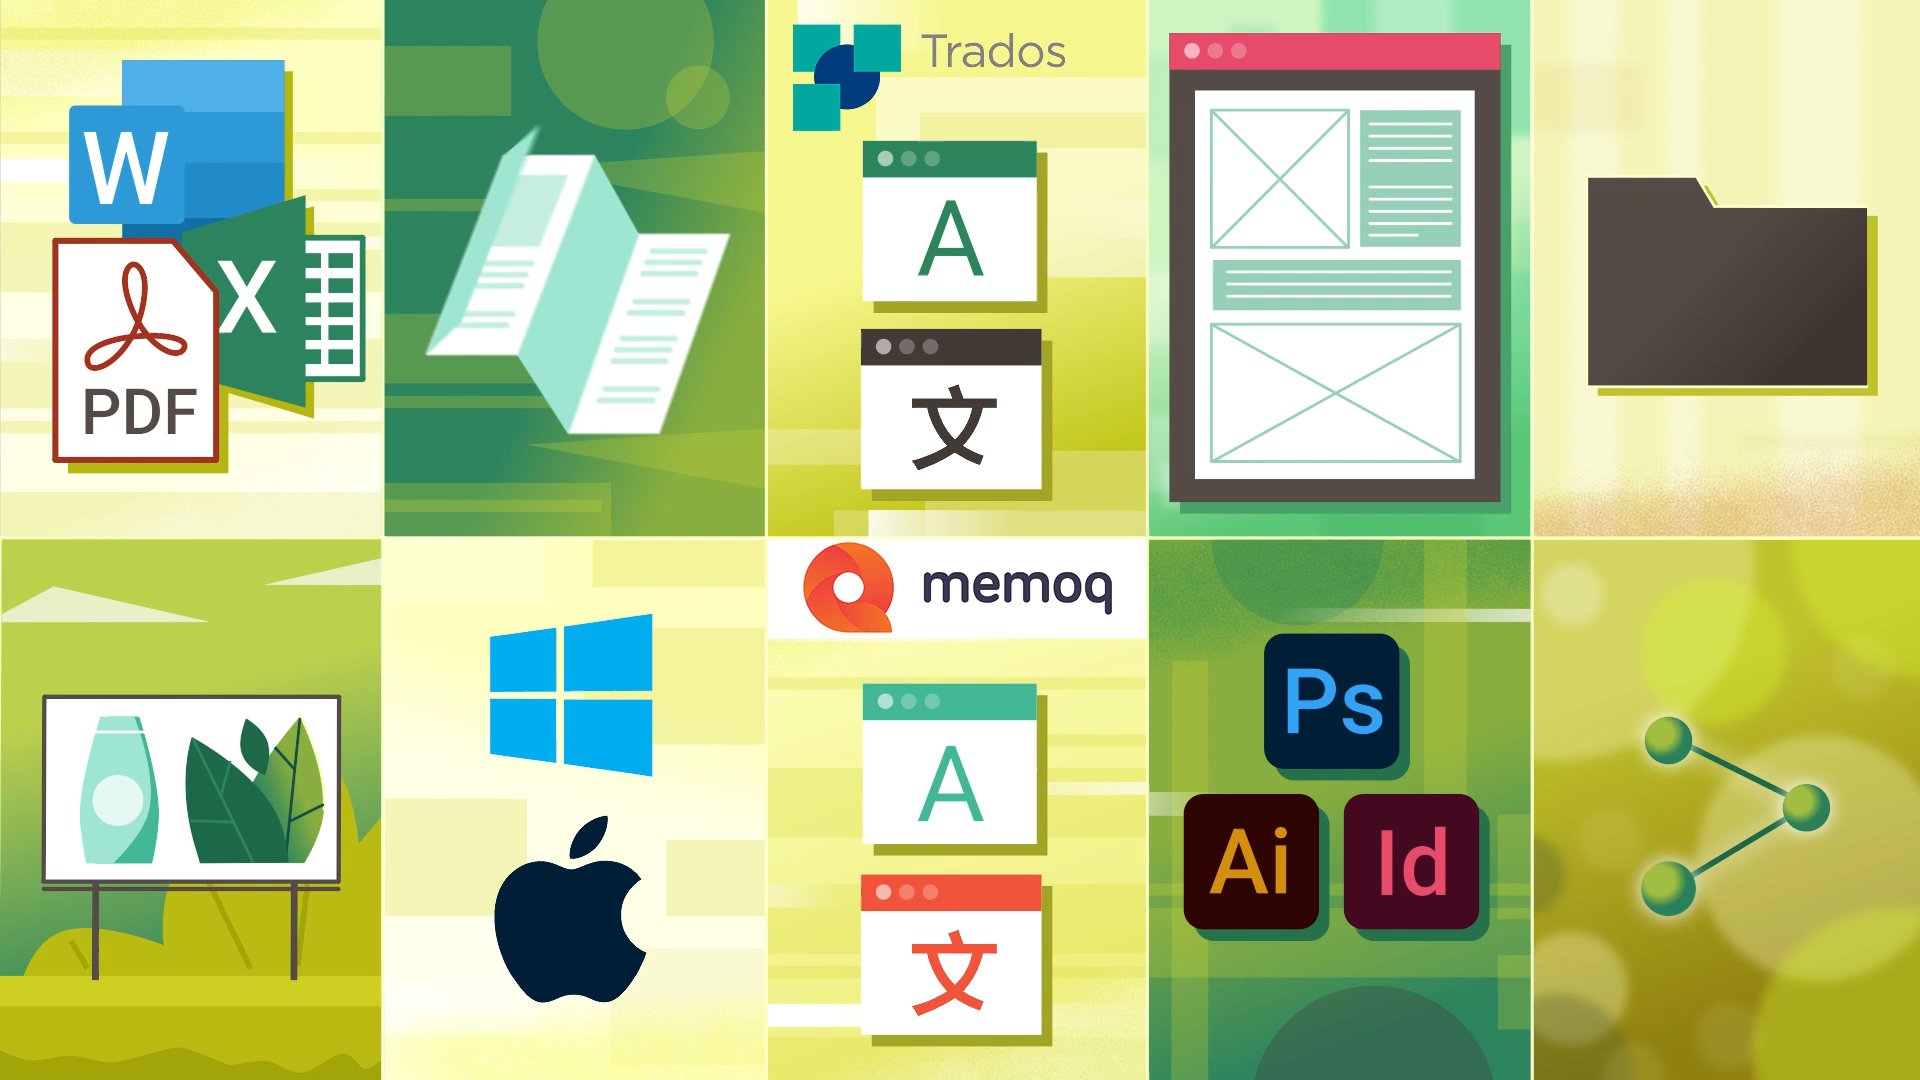 W
X
PDF
Trados
A
文
memoq
A
文
Ps
Ai
Id